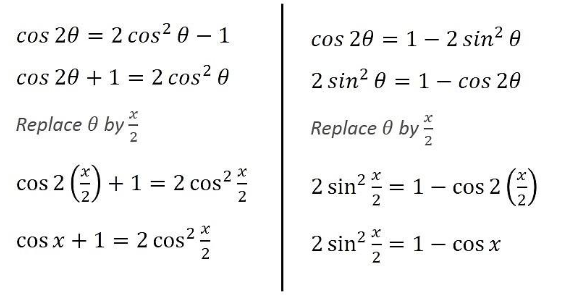 cos 2θ = 2 cos² θ − 1
cos 2θ + 1 = 2 cos² θ
Replace θ by x/2
cos 2 (x/2) + 1 = 2 cos² x/2
cos x + 1 = 2 cos² x/2
cos 2θ = 1 − 2 sin² θ
2 sin² θ = 1 − cos 2θ
Replace θ by x/2
2 sin² x/2 = 1 − cos 2 (x/2)
2 sin² x/2 = 1 − cos x